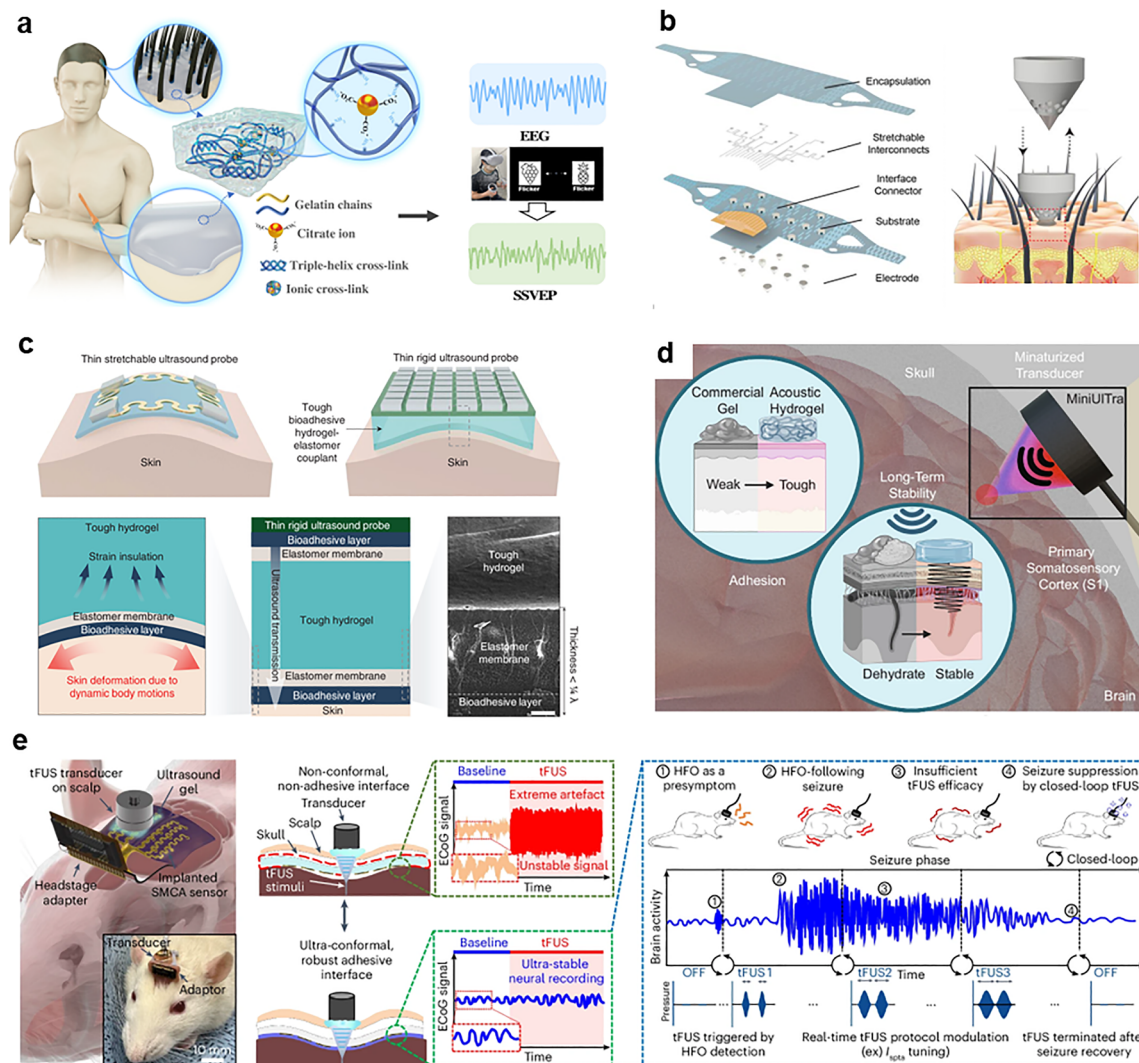 a
CO₂⁻
EEG
Flicker
Flicker
SSVEP
Gelatin chains
Citrate ion
Triple-helix cross-link
Ionic cross-link
b
Encapsulation
Stretchable
Interconnects
Interface
Connector
Substrate
Electrode
c
Thin stretchable ultrasound probe
Skin
Thin rigid ultrasound probe
Tough
bioadhesive
hydrogel-
elastomer
couplant
Skin
Tough hydrogel
Strain insulation
Elastomer membrane
Bioadhesive layer
Skin deformation due to
dynamic body motions
Thin rigid ultrasound probe
Bioadhesive layer
Elastomer membrane
Ultrasound transmission
Tough hydrogel
Elastomer membrane
Bioadhesive layer
Skin
Tough
hydrogel
Elastomer
membrane
Bioadhesive layer
Thickness < ¼ λ
d
Commercial
Gel
Acoustic
Hydrogel
Weak
Tough
Adhesion
Skull
Minaturized
Transducer
MiniUlTra
Long-Term
Stability
Dehydrate
Stable
Primary
Somatosensory
Cortex (S1)
Brain
e
tFUS transducer
on scalp
Ultrasound
gel
Headstage
adapter
Implanted
SMCA sensor
Transducer
Adaptor
10 mm
Non-conformal,
non-adhesive interface
Transducer
Scalp
Skull
tFUS
stimuli
Ultra-conformal,
robust adhesive
interface
Baseline
tFUS
Extreme artefact
Unstable signal
ECoG signal
Time
Baseline
tFUS
Ultra-stable
neural recording
ECoG signal
Time
① HFO as a
presymptom
② HFO-following
seizure
③ Insufficient
tFUS efficacy
④ Seizure suppression
by closed-loop tFUS
Seizure phase
Closed-loop
Brain activity
①
②
③
④
OFF
tFUS1
tFUS2
Time
tFUS3
OFF
Pressure
...
...
...
...
tFUS triggered by
HFO detection
Real-time tFUS protocol modulation
(ex) Ispta tuning)
tFUS terminated after
seizure recovery